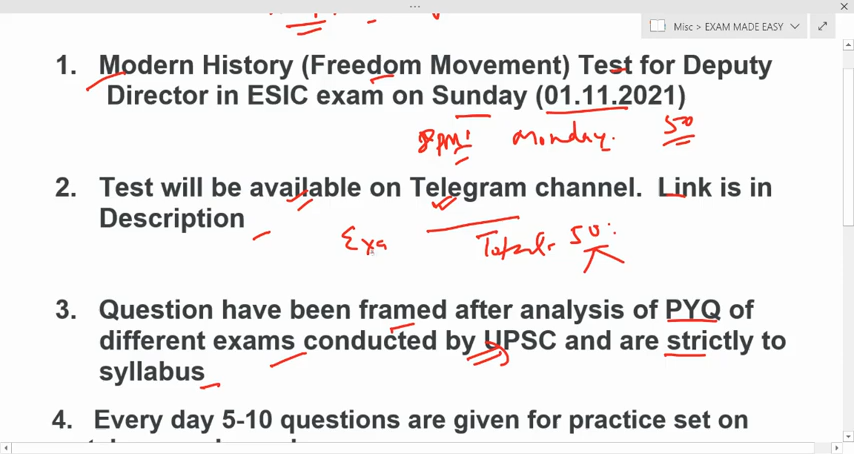 Misc > EXAM MADE EASY
1. Modern History (Freedom Movement) Test for Deputy
Director in ESIC exam on Sunday (01.11.2021)
8 PM Monday. 50
2. Test will be available on Telegram channel. Link is in
Description
Exa Total- 50
3. Question have been framed after analysis of PYQ of
different exams conducted by UPSC and are strictly to
syllabus
4. Every day 5-10 questions are given for practice set on